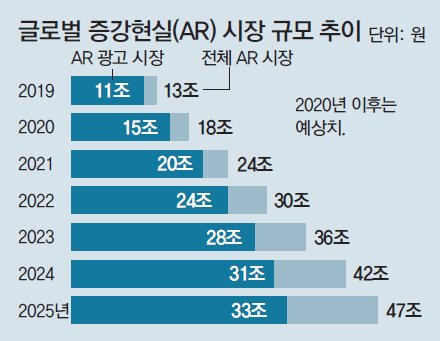 글로벌 증강현실(AR) 시장 규모 추이 단위: 원
AR 광고 시장 전체 AR 시장
2019 11조 13조
2020년 이후는
예상치.
2020 15조 18조
2021 20조 24조
2022 24조 30조
2023 28조 36조
2024 31조 42조
2025년 33조 47조